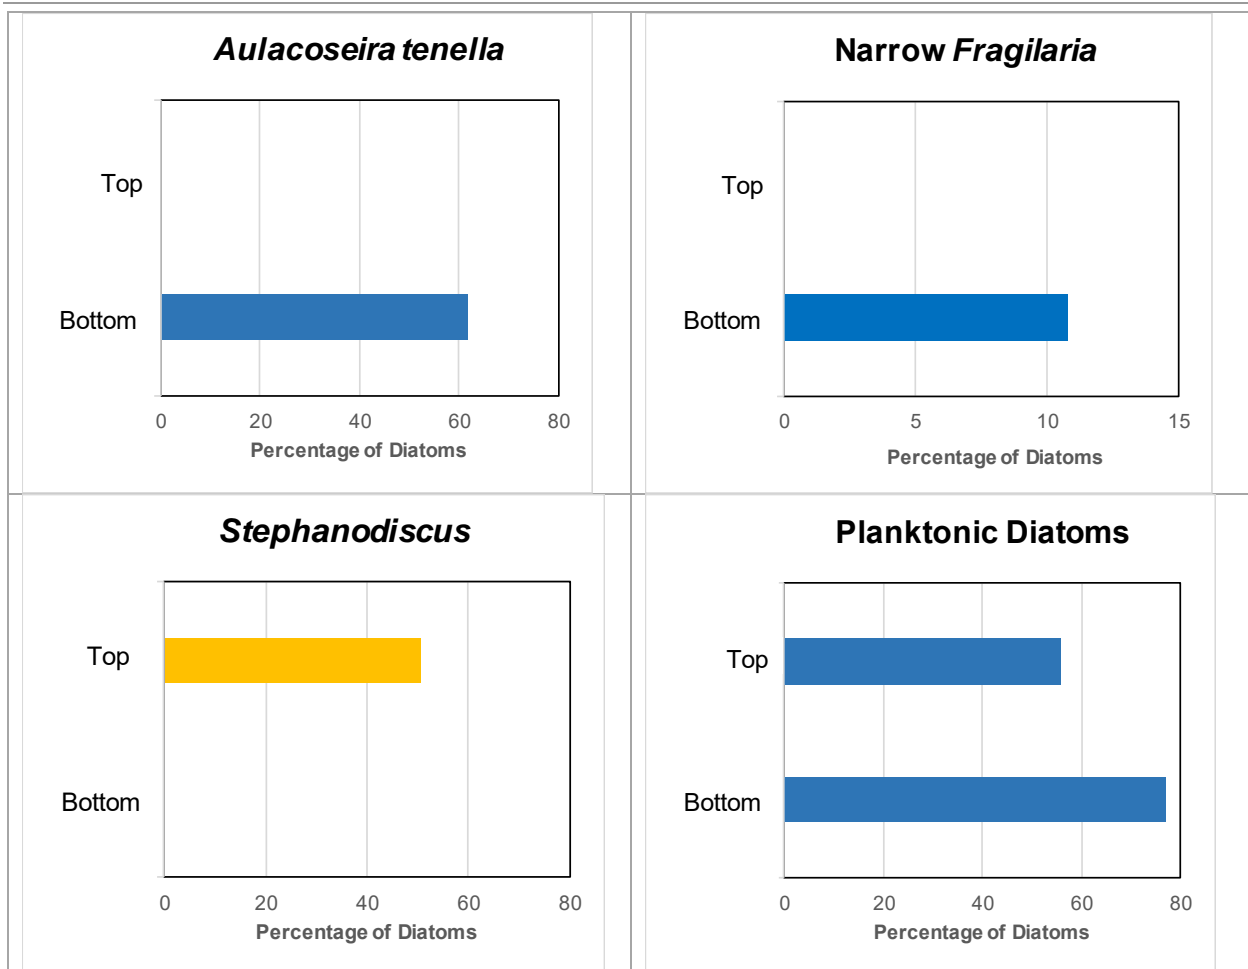 Aulacoseira tenella
Top
Bottom
0 20 40 60 80
Percentage of Diatoms
Narrow Fragilaria
Top
Bottom
0 5 10 15
Percentage of Diatoms
Stephanodiscus
Top
Bottom
0 20 40 60 80
Percentage of Diatoms
Planktonic Diatoms
Top
Bottom
0 20 40 60 80
Percentage of Diatoms